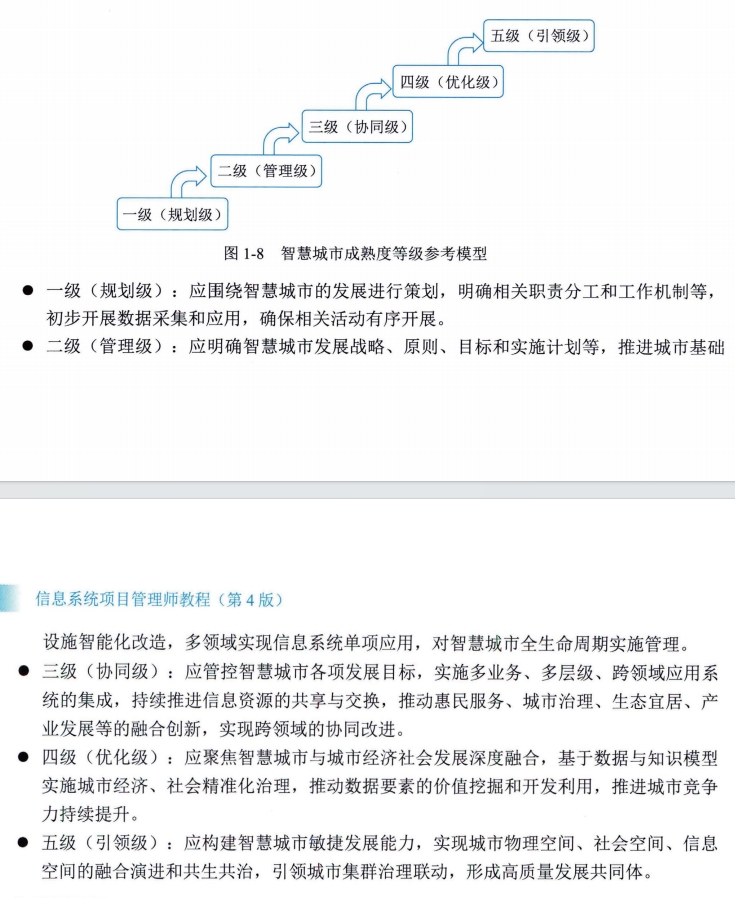 五级（引领级）
四级（优化级）
三级（协同级）
二级（管理级）
一级（规划级）
图 1-8　智慧城市成熟度等级参考模型
● 一级（规划级）：应围绕智慧城市的发展进行策划，明确相关职责分工和工作机制等，
初步开展数据采集和应用，确保相关活动有序开展。
● 二级（管理级）：应明确智慧城市发展战略、原则、目标和实施计划等，推进城市基础
信息系统项目管理师教程（第 4 版）
设施智能化改造，多领域实现信息系统单项应用，对智慧城市全生命周期实施管理。
● 三级（协同级）：应管控智慧城市各项发展目标，实施多业务、多层级、跨领域应用系
统的集成，持续推进信息资源的共享与交换，推动惠民服务、城市治理、生态宜居、产
业发展等的融合创新，实现跨领域的协同改进。
● 四级（优化级）：应聚焦智慧城市与城市经济社会发展深度融合，基于数据与知识模型
实施城市经济、社会精准化治理，推动数据要素的价值挖掘和开发利用，推进城市竞争
力持续提升。
● 五级（引领级）：应构建智慧城市敏捷发展能力，实现城市物理空间、社会空间、信息
空间的融合演进和共生共治，引领城市集群治理联动，形成高质量发展共同体。